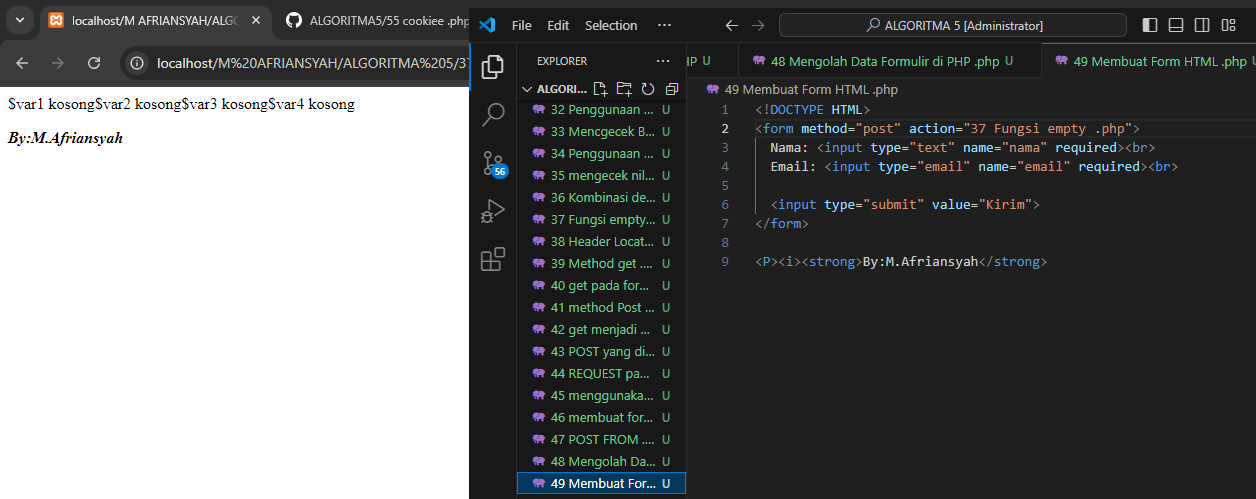 localhost/M AFRIANSYAH/ALGO
ALGORITMA5/55 cookiee .php
localhost/M%20AFRIANSYAH/ALGORITMA%205/37
$var1 kosong$var2 kosong$var3 kosong$var4 kosong
By:M.Afriansyah
File Edit Selection ···
ALGORITMA 5 [Administrator]
EXPLORER ···
ALGORI...
32 Penggunaan ... U
33 Mencgecek B... U
34 Penggunaan ... U
35 mengecek nil... U
36 Kombinasi de... U
37 Fungsi empty... U
38 Header Locat... U
39 Method get .... U
40 get pada for... U
41 method Post ... U
42 get menjadi ... U
43 POST yang di... U
44 REQUEST pa... U
45 menggunaka... U
46 membuat for... U
47 POST FROM .... U
48 Mengolah Da... U
49 Membuat For... U
56
HP U
48 Mengolah Data Formulir di PHP .php U
49 Membuat Form HTML .php U
49 Membuat Form HTML .php
1 <!DOCTYPE HTML>
2 <form method="post" action="37 Fungsi empty .php">
3 Nama: <input type="text" name="nama" required><br>
4 Email: <input type="email" name="email" required><br>
5
6 <input type="submit" value="Kirim">
7 </form>
8
9 <P><i><strong>By:M.Afriansyah</strong>